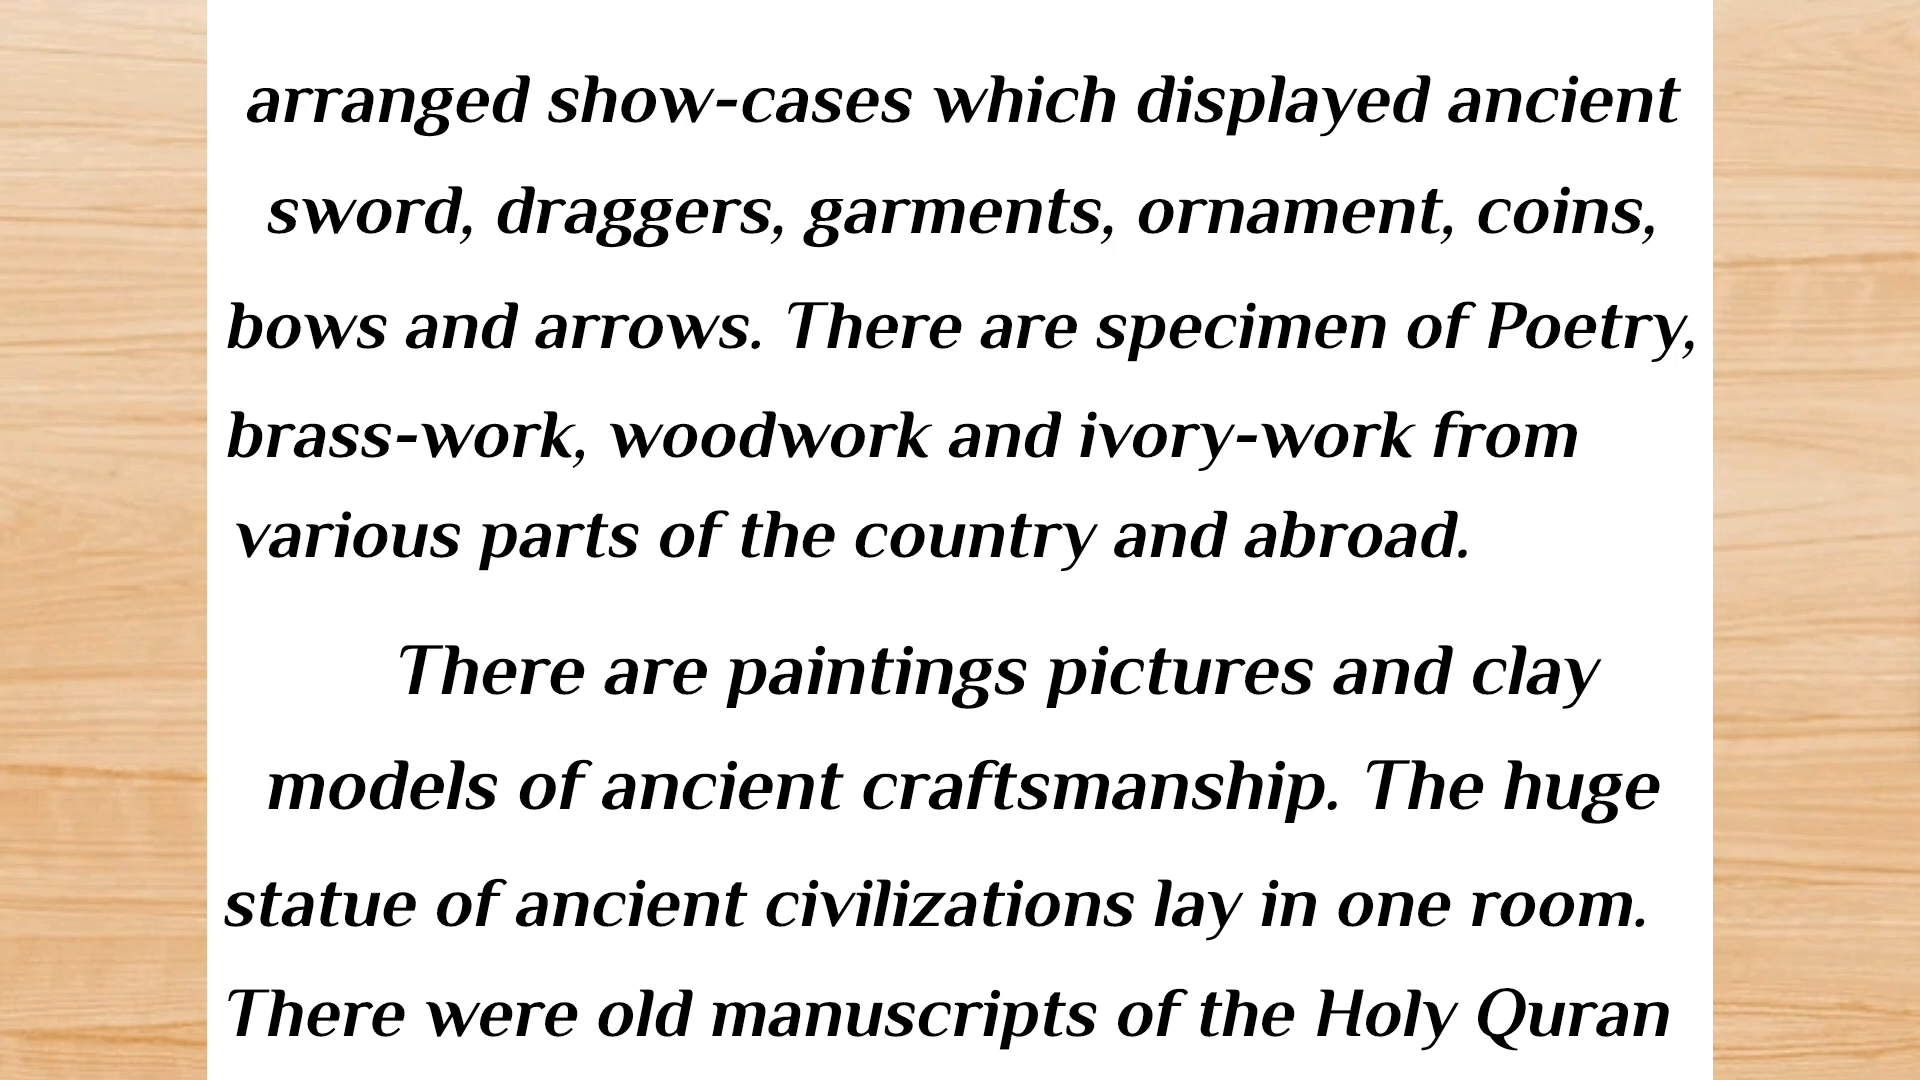 arranged show-cases which displayed ancient
sword, draggers, garments, ornament, coins,
bows and arrows. There are specimen of Poetry,
brass-work, woodwork and ivory-work from
various parts of the country and abroad.
There are paintings pictures and clay
models of ancient craftsmanship. The huge
statue of ancient civilizations lay in one room.
There were old manuscripts of the Holy Quran